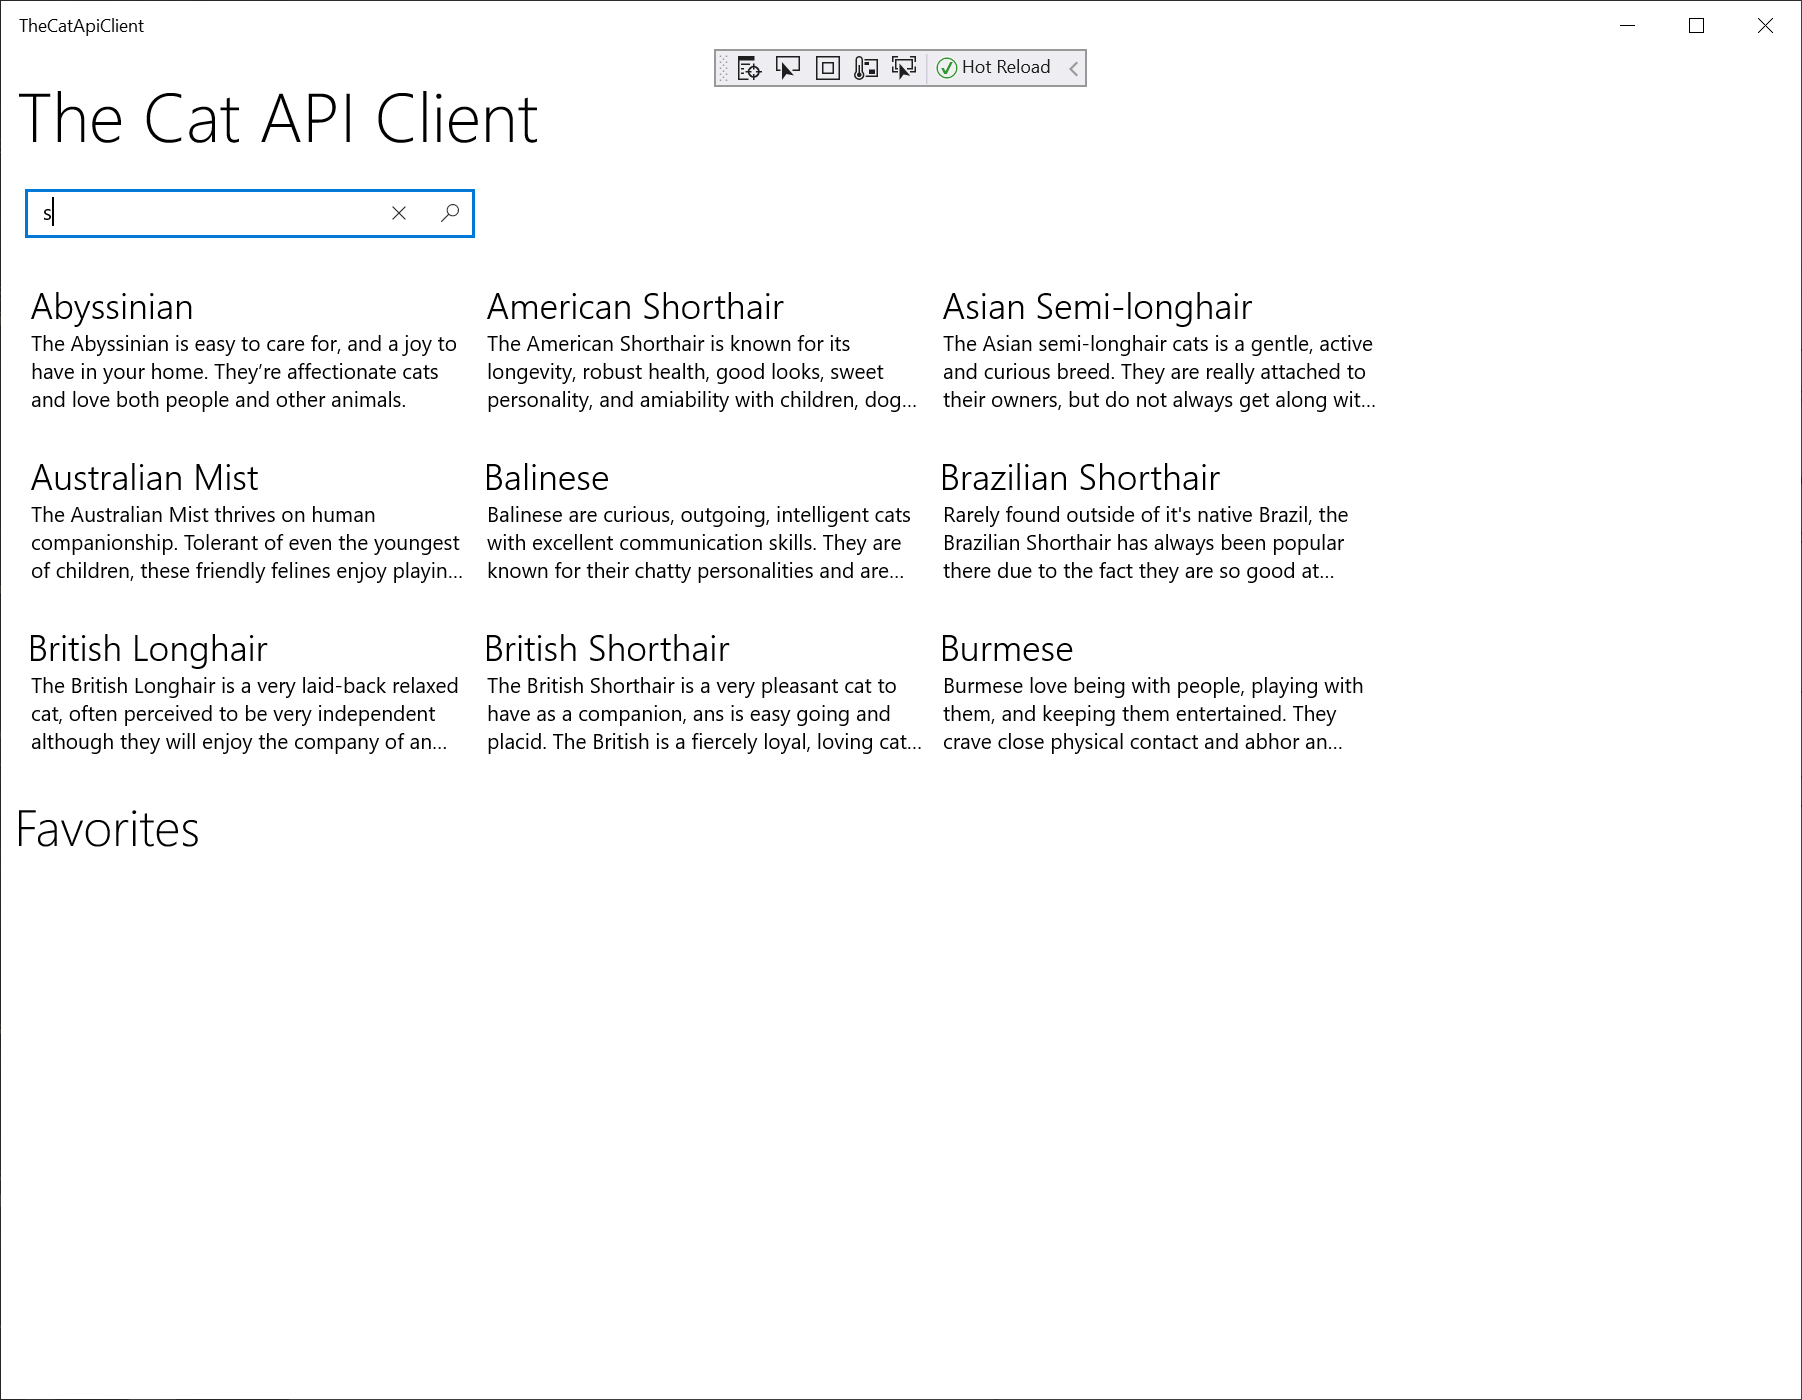 TheCatApiClient
Hot Reload
The Cat API Client
s
Abyssinian
The Abyssinian is easy to care for, and a joy to
have in your home. They’re affectionate cats
and love both people and other animals.
American Shorthair
The American Shorthair is known for its
longevity, robust health, good looks, sweet
personality, and amiability with children, dog...
Asian Semi-longhair
The Asian semi-longhair cats is a gentle, active
and curious breed. They are really attached to
their owners, but do not always get along wit...
Australian Mist
The Australian Mist thrives on human
companionship. Tolerant of even the youngest
of children, these friendly felines enjoy playin...
Balinese
Balinese are curious, outgoing, intelligent cats
with excellent communication skills. They are
known for their chatty personalities and are...
Brazilian Shorthair
Rarely found outside of it's native Brazil, the
Brazilian Shorthair has always been popular
there due to the fact they are so good at...
British Longhair
The British Longhair is a very laid-back relaxed
cat, often perceived to be very independent
although they will enjoy the company of an...
British Shorthair
The British Shorthair is a very pleasant cat to
have as a companion, ans is easy going and
placid. The British is a fiercely loyal, loving cat...
Burmese
Burmese love being with people, playing with
them, and keeping them entertained. They
crave close physical contact and abhor an...
Favorites